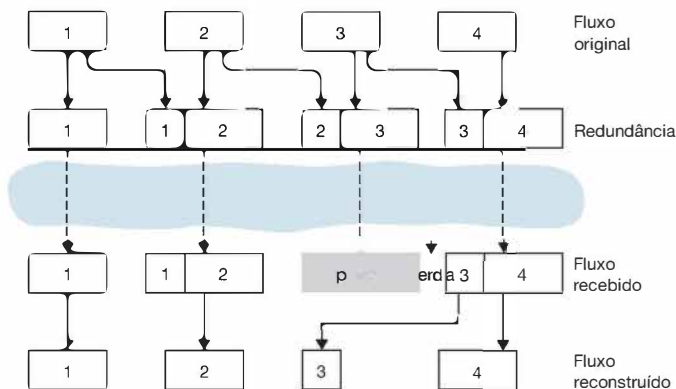 1 2 3 4 Fluxo
original
1 1 2 2 3 3 4 Redundância
1 1 2 p erda 3 4 Fluxo
recebido
1 2 3 4 Fluxo
reconstruído